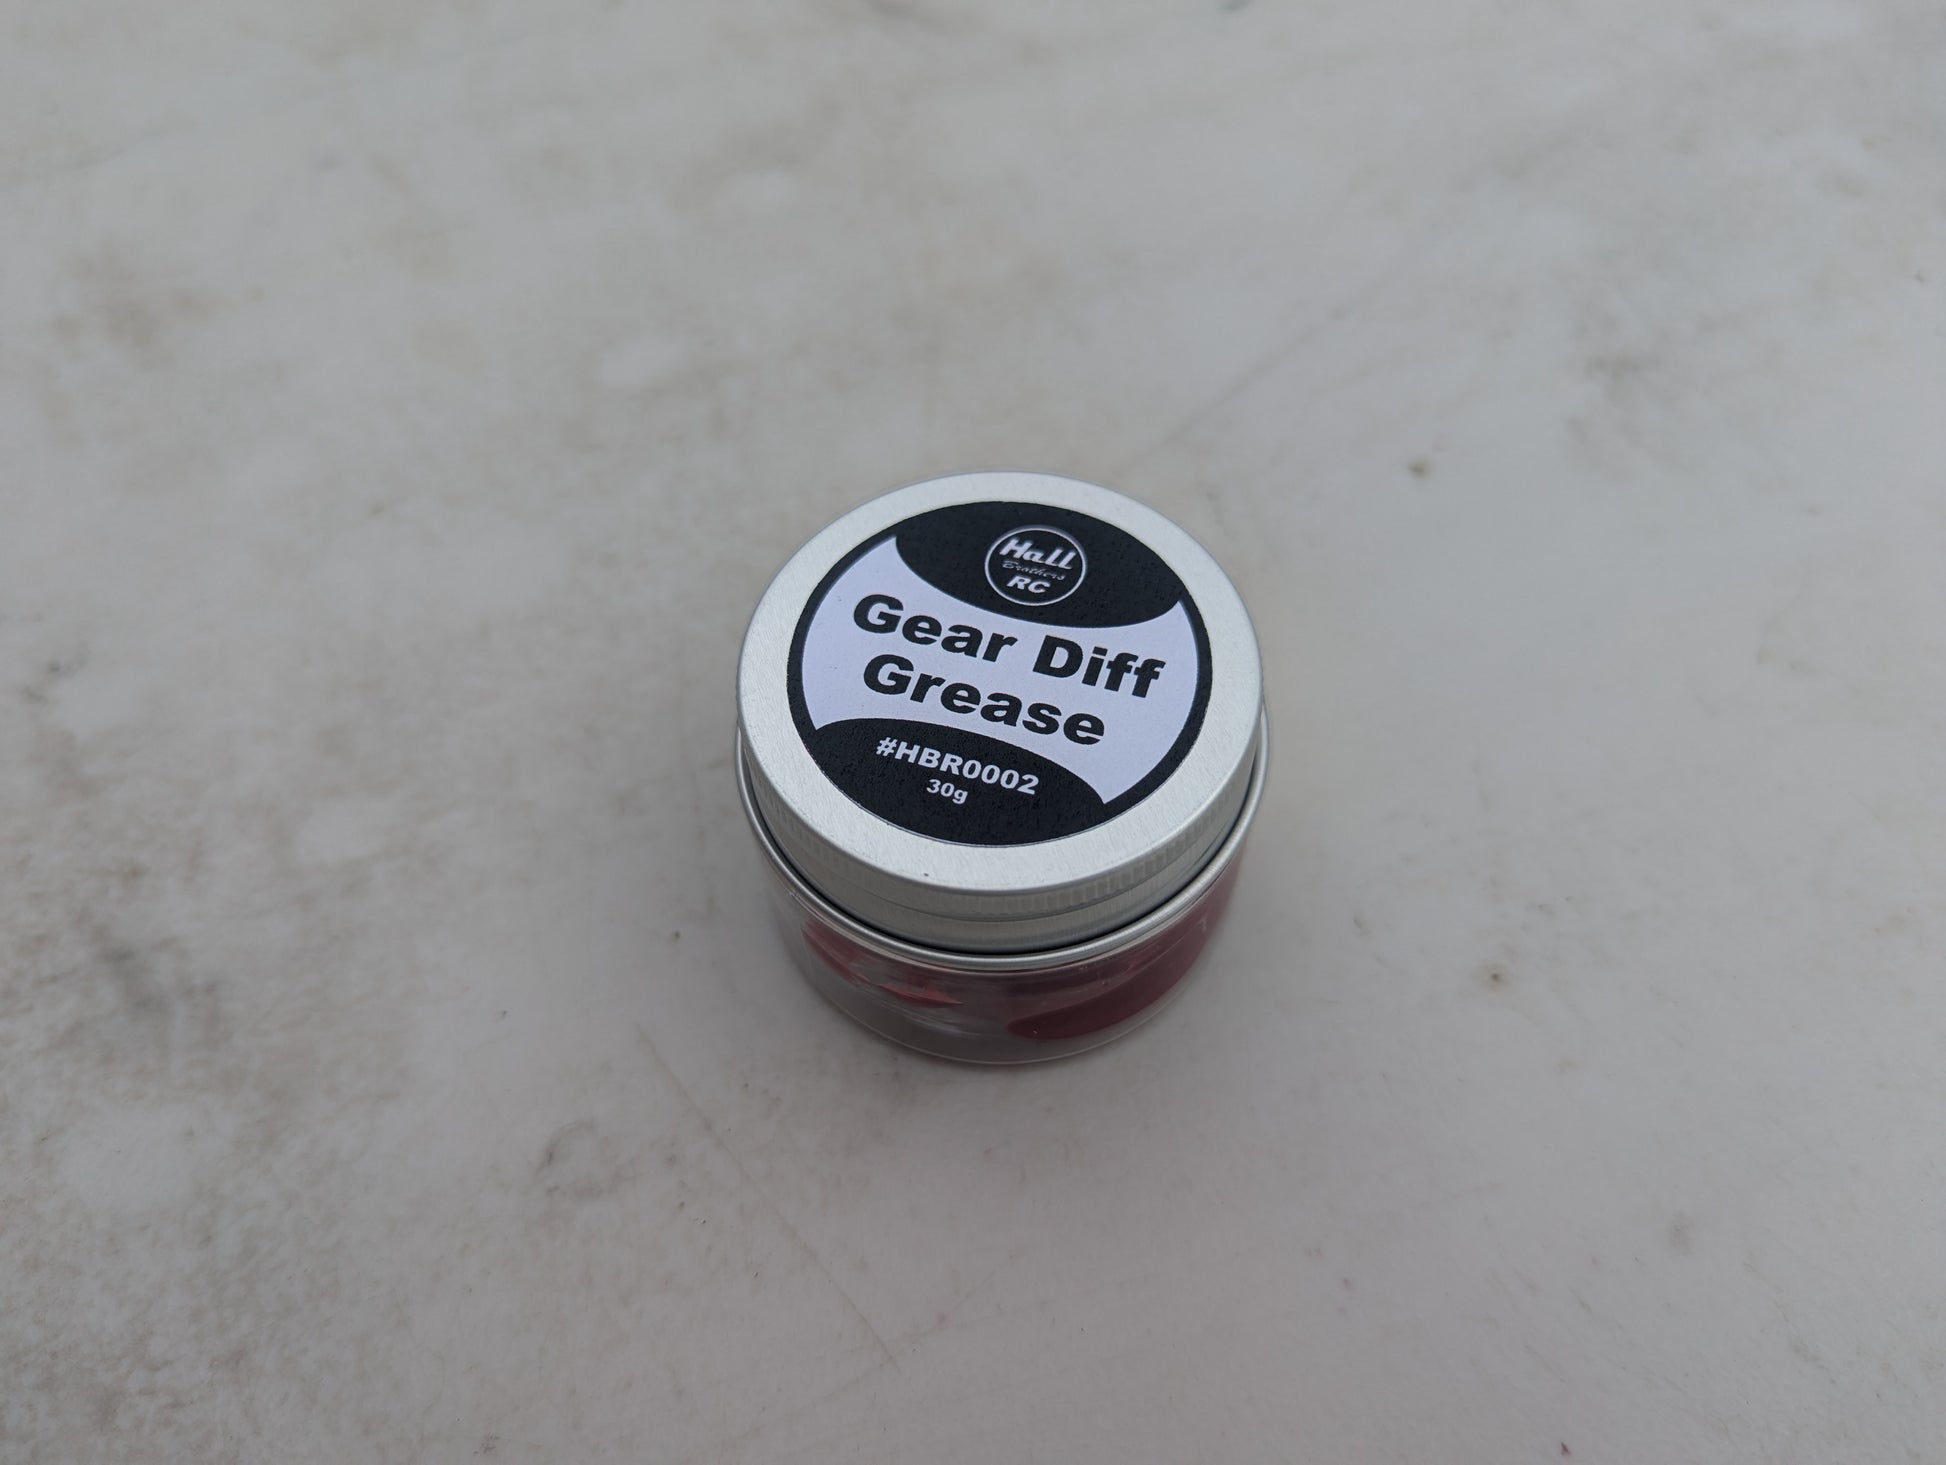 Hall
Brothers
RC
Gear Diff
Grease
#HBR0002
30g